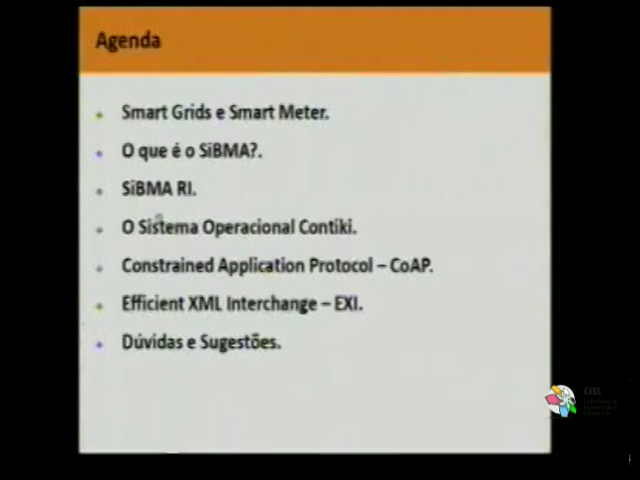 Agenda
Smart Grids e Smart Meter.
O que é o SiBMA?.
SiBMA RI.
O Sistema Operacional Contiki.
Constrained Application Protocol – CoAP.
Efficient XML Interchange – EXI.
Dúvidas e Sugestões.
CISL